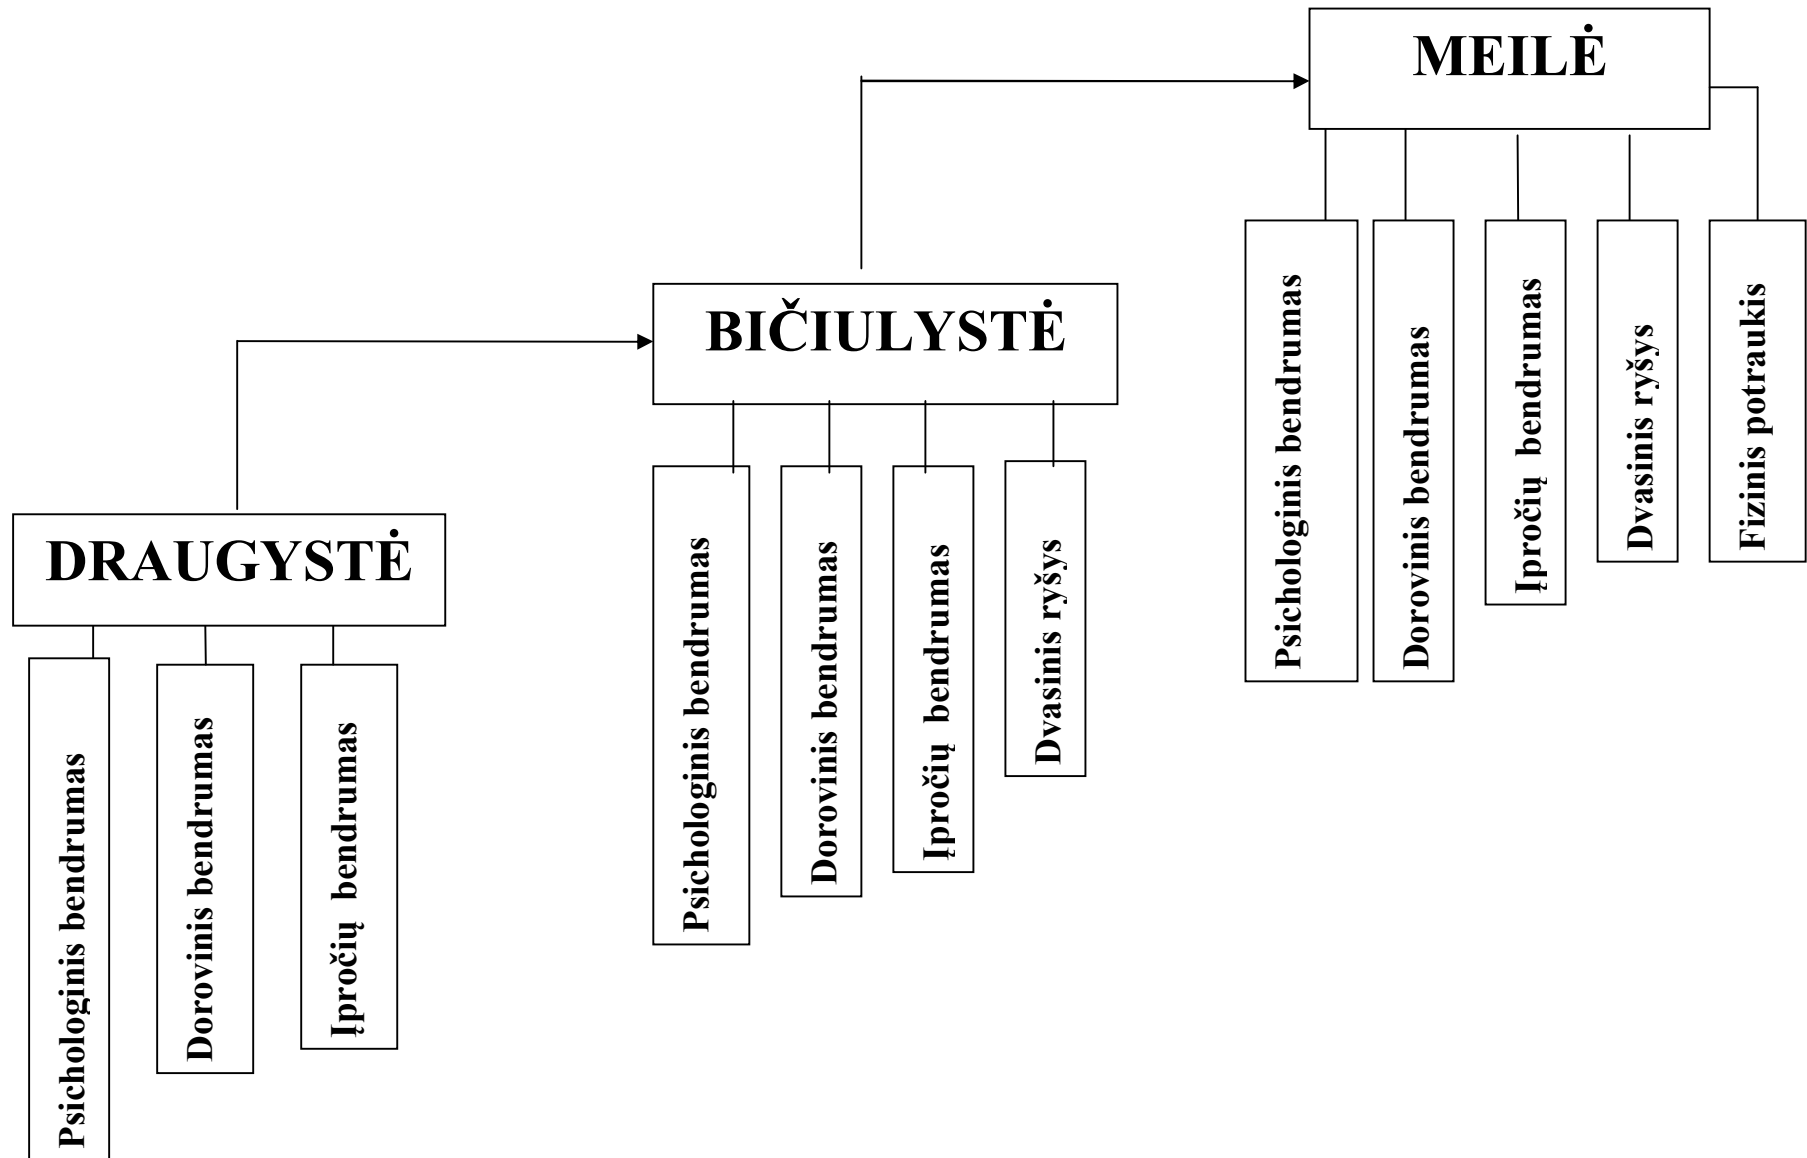 MEILĖ
Psichologinis bendrumas
Dorovinis bendrumas
Įpročių bendrumas
Dvasinis ryšys
Fizinis potraukis
BIČIULYSTĖ
Psichologinis bendrumas
Dorovinis bendrumas
Įpročių bendrumas
Dvasinis ryšys
DRAUGYSTĖ
Psichologinis bendrumas
Dorovinis bendrumas
Įpročių bendrumas